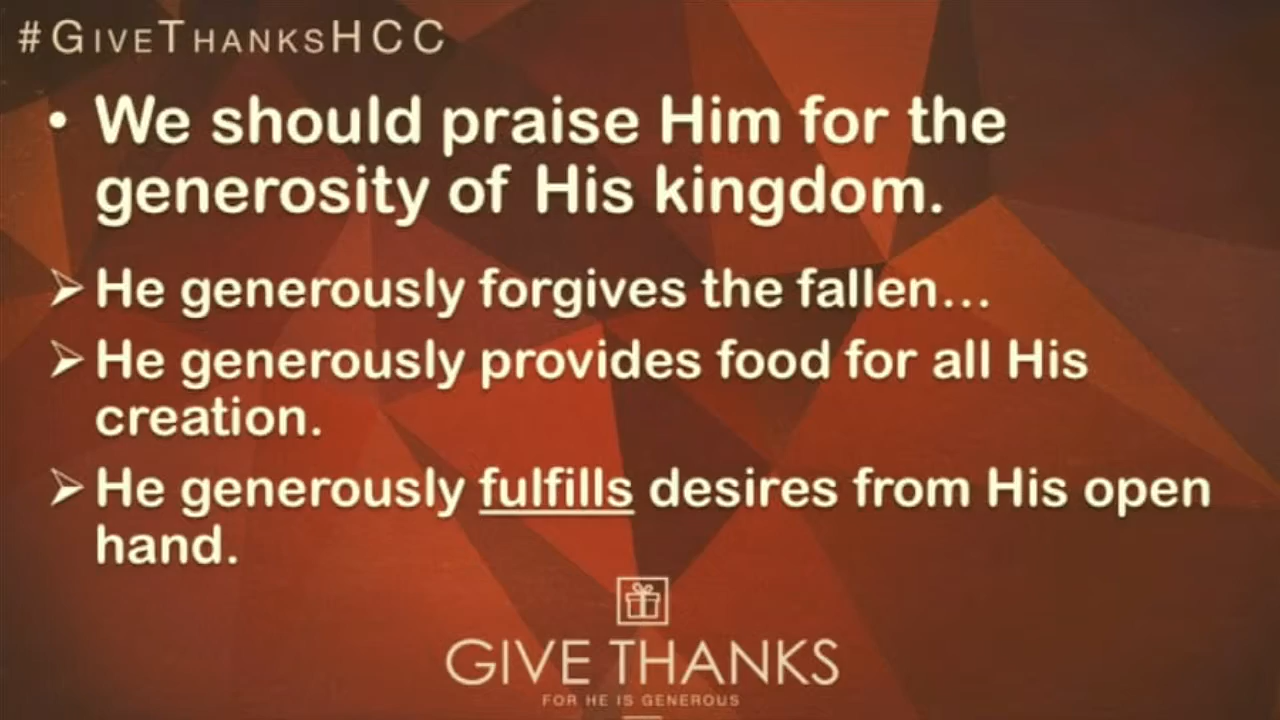 #GiveThanksHCC
• We should praise Him for the
generosity of His kingdom.
➢ He generously forgives the fallen...
➢ He generously provides food for all His
creation.
➢ He generously fulfills desires from His open
hand.
GIVE THANKS
FOR HE IS GENEROUS